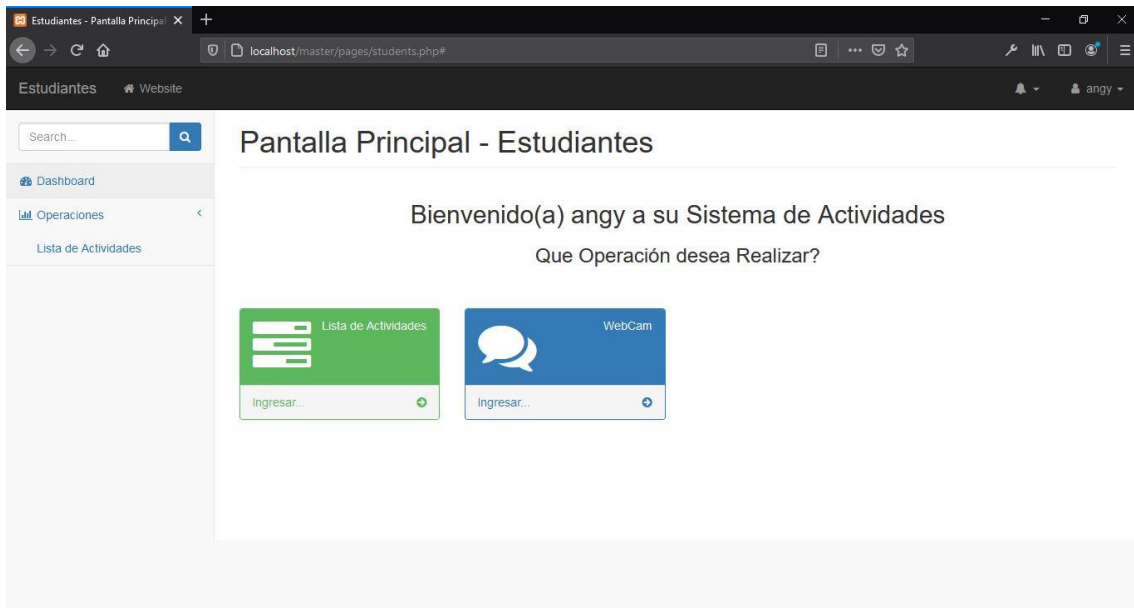 Estudiantes - Pantalla Principal
localhost/master/pages/students.php#
Estudiantes Website angy
Search...
Pantalla Principal - Estudiantes
Dashboard
Operaciones
Lista de Actividades
Bienvenido(a) angy a su Sistema de Actividades
Que Operación desea Realizar?
Lista de Actividades
Ingresar...
WebCam
Ingresar...